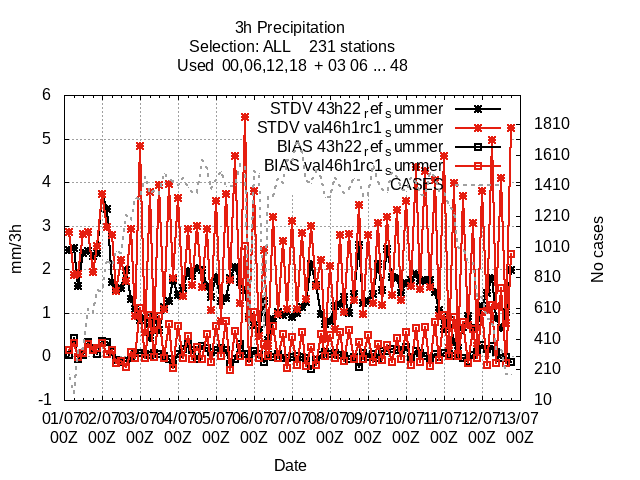 3h Precipitation
Selection: ALL 231 stations
Used 00,06,12,18 + 03 06 ... 48
STDV 43h22_ref_summer
STDV val46h1rc1_summer
BIAS 43h22_ref_summer
BIAS val46h1rc1_summer
CASES
6
5
4
3
2
1
0
-1
mm/3h
1810
1610
1410
1210
1010
810
610
410
210
10
No cases
01/07 02/07 03/07 04/07 05/07 06/07 07/07 08/07 09/07 10/07 11/07 12/07 13/07
00Z 00Z 00Z 00Z 00Z 00Z 00Z 00Z 00Z 00Z 00Z 00Z 00Z
Date